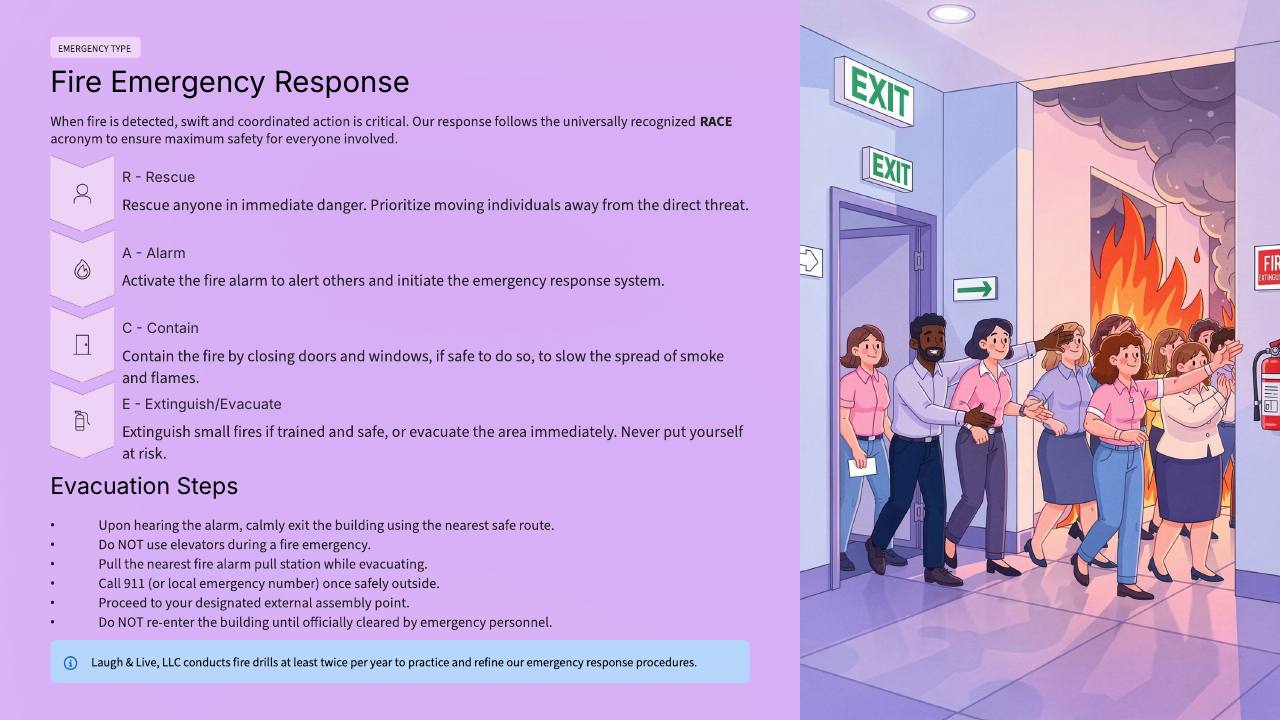 EMERGENCY TYPE
Fire Emergency Response
When fire is detected, swift and coordinated action is critical. Our response follows the universally recognized RACE
acronym to ensure maximum safety for everyone involved.
R - Rescue
Rescue anyone in immediate danger. Prioritize moving individuals away from the direct threat.
A - Alarm
Activate the fire alarm to alert others and initiate the emergency response system.
C - Contain
Contain the fire by closing doors and windows, if safe to do so, to slow the spread of smoke
and flames.
E - Extinguish/Evacuate
Extinguish small fires if trained and safe, or evacuate the area immediately. Never put yourself
at risk.
Evacuation Steps
• Upon hearing the alarm, calmly exit the building using the nearest safe route.
• Do NOT use elevators during a fire emergency.
• Pull the nearest fire alarm pull station while evacuating.
• Call 911 (or local emergency number) once safely outside.
• Proceed to your designated external assembly point.
• Do NOT re-enter the building until officially cleared by emergency personnel.
Laugh & Live, LLC conducts fire drills at least twice per year to practice and refine our emergency response procedures.
EXIT
EXIT
FIR